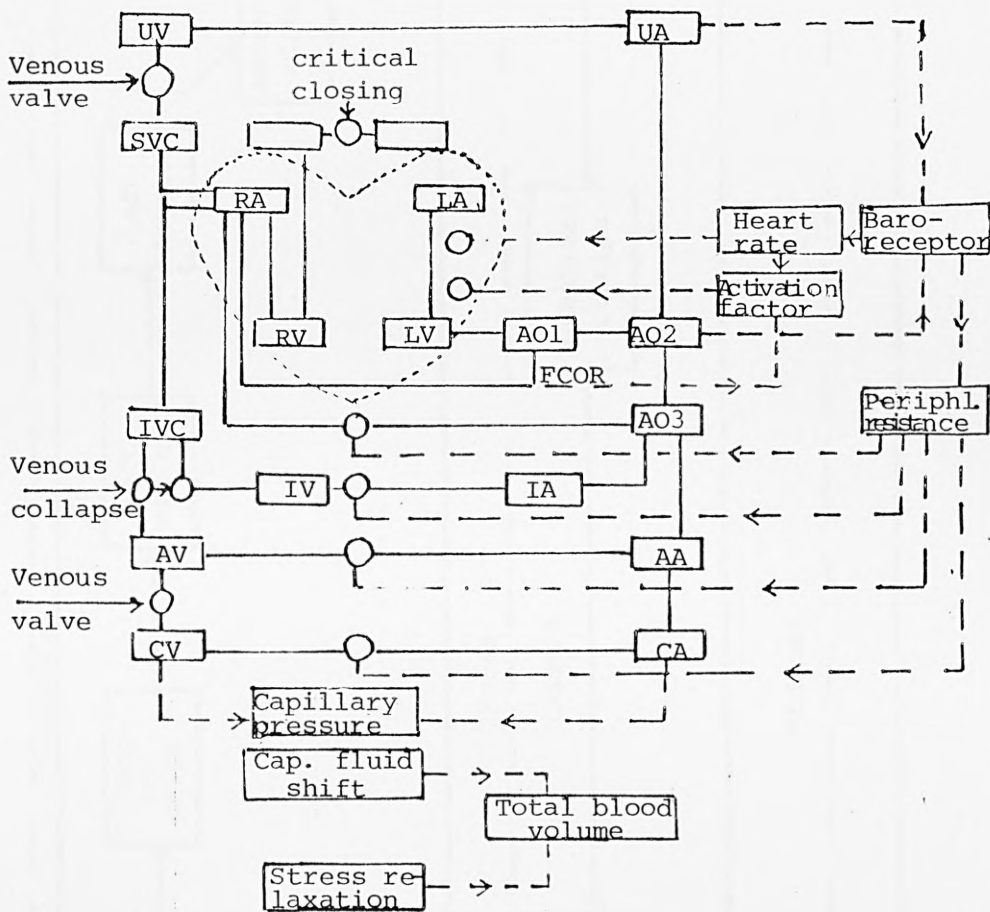 UV
UA
Venous
valve
critical
closing
SVC
RA
LA
Heart
rate
Baro-
receptor
Activation
factor
RV
LV
AO1
AO2
FCOR
Periphl.
resistance
IVC
AO3
Venous
collapse
IV
IA
AV
AA
Venous
valve
CV
CA
Capillary
pressure
Cap. fluid
shift
Total blood
volume
Stress re
laxation